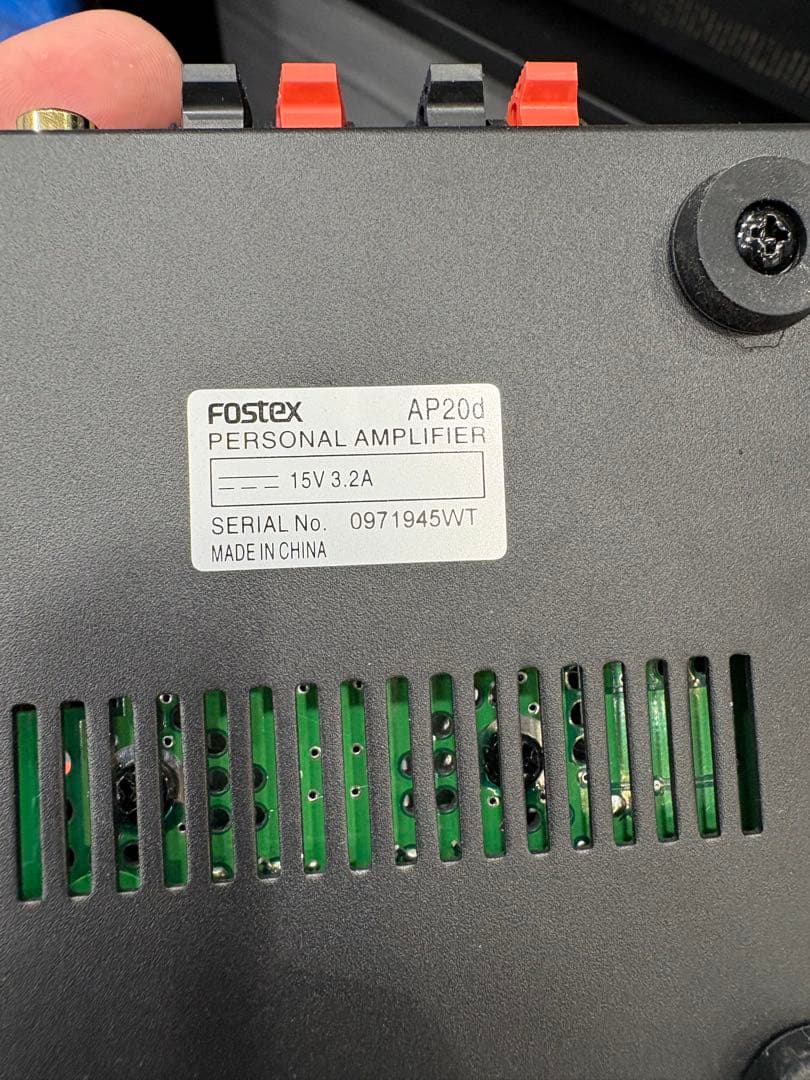 FOSTEX AP20d
PERSONAL AMPLIFIER
15V 3.2A
SERIAL No. 0971945WT
MADE IN CHINA